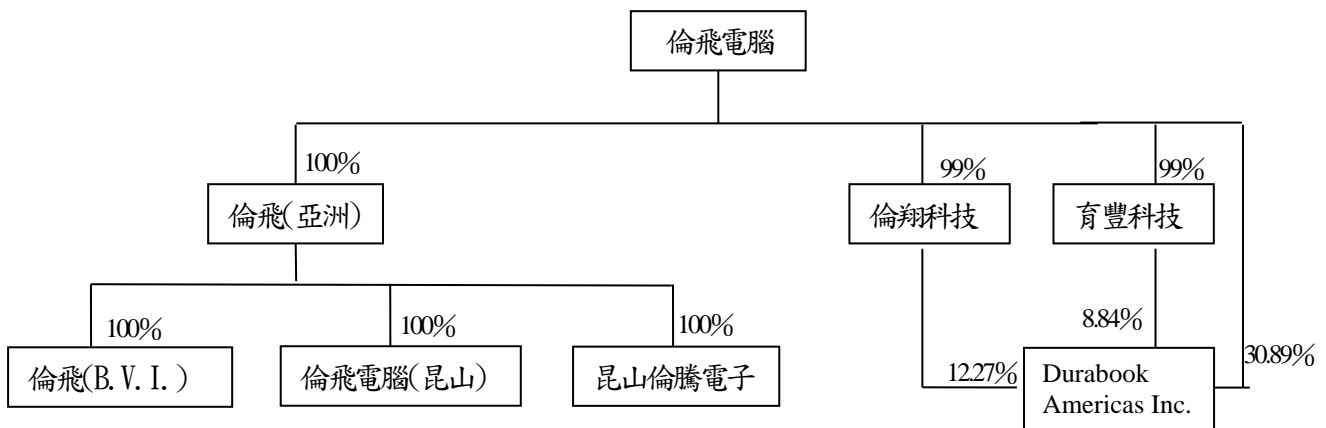 倫飛電腦
100%
99%
99%
倫飛(亞洲)
倫翔科技
育豐科技
100%
100%
100%
8.84%
30.89%
12.27%
倫飛(B.V.I.)
倫飛電腦(昆山)
昆山倫騰電子
Durabook
Americas Inc.